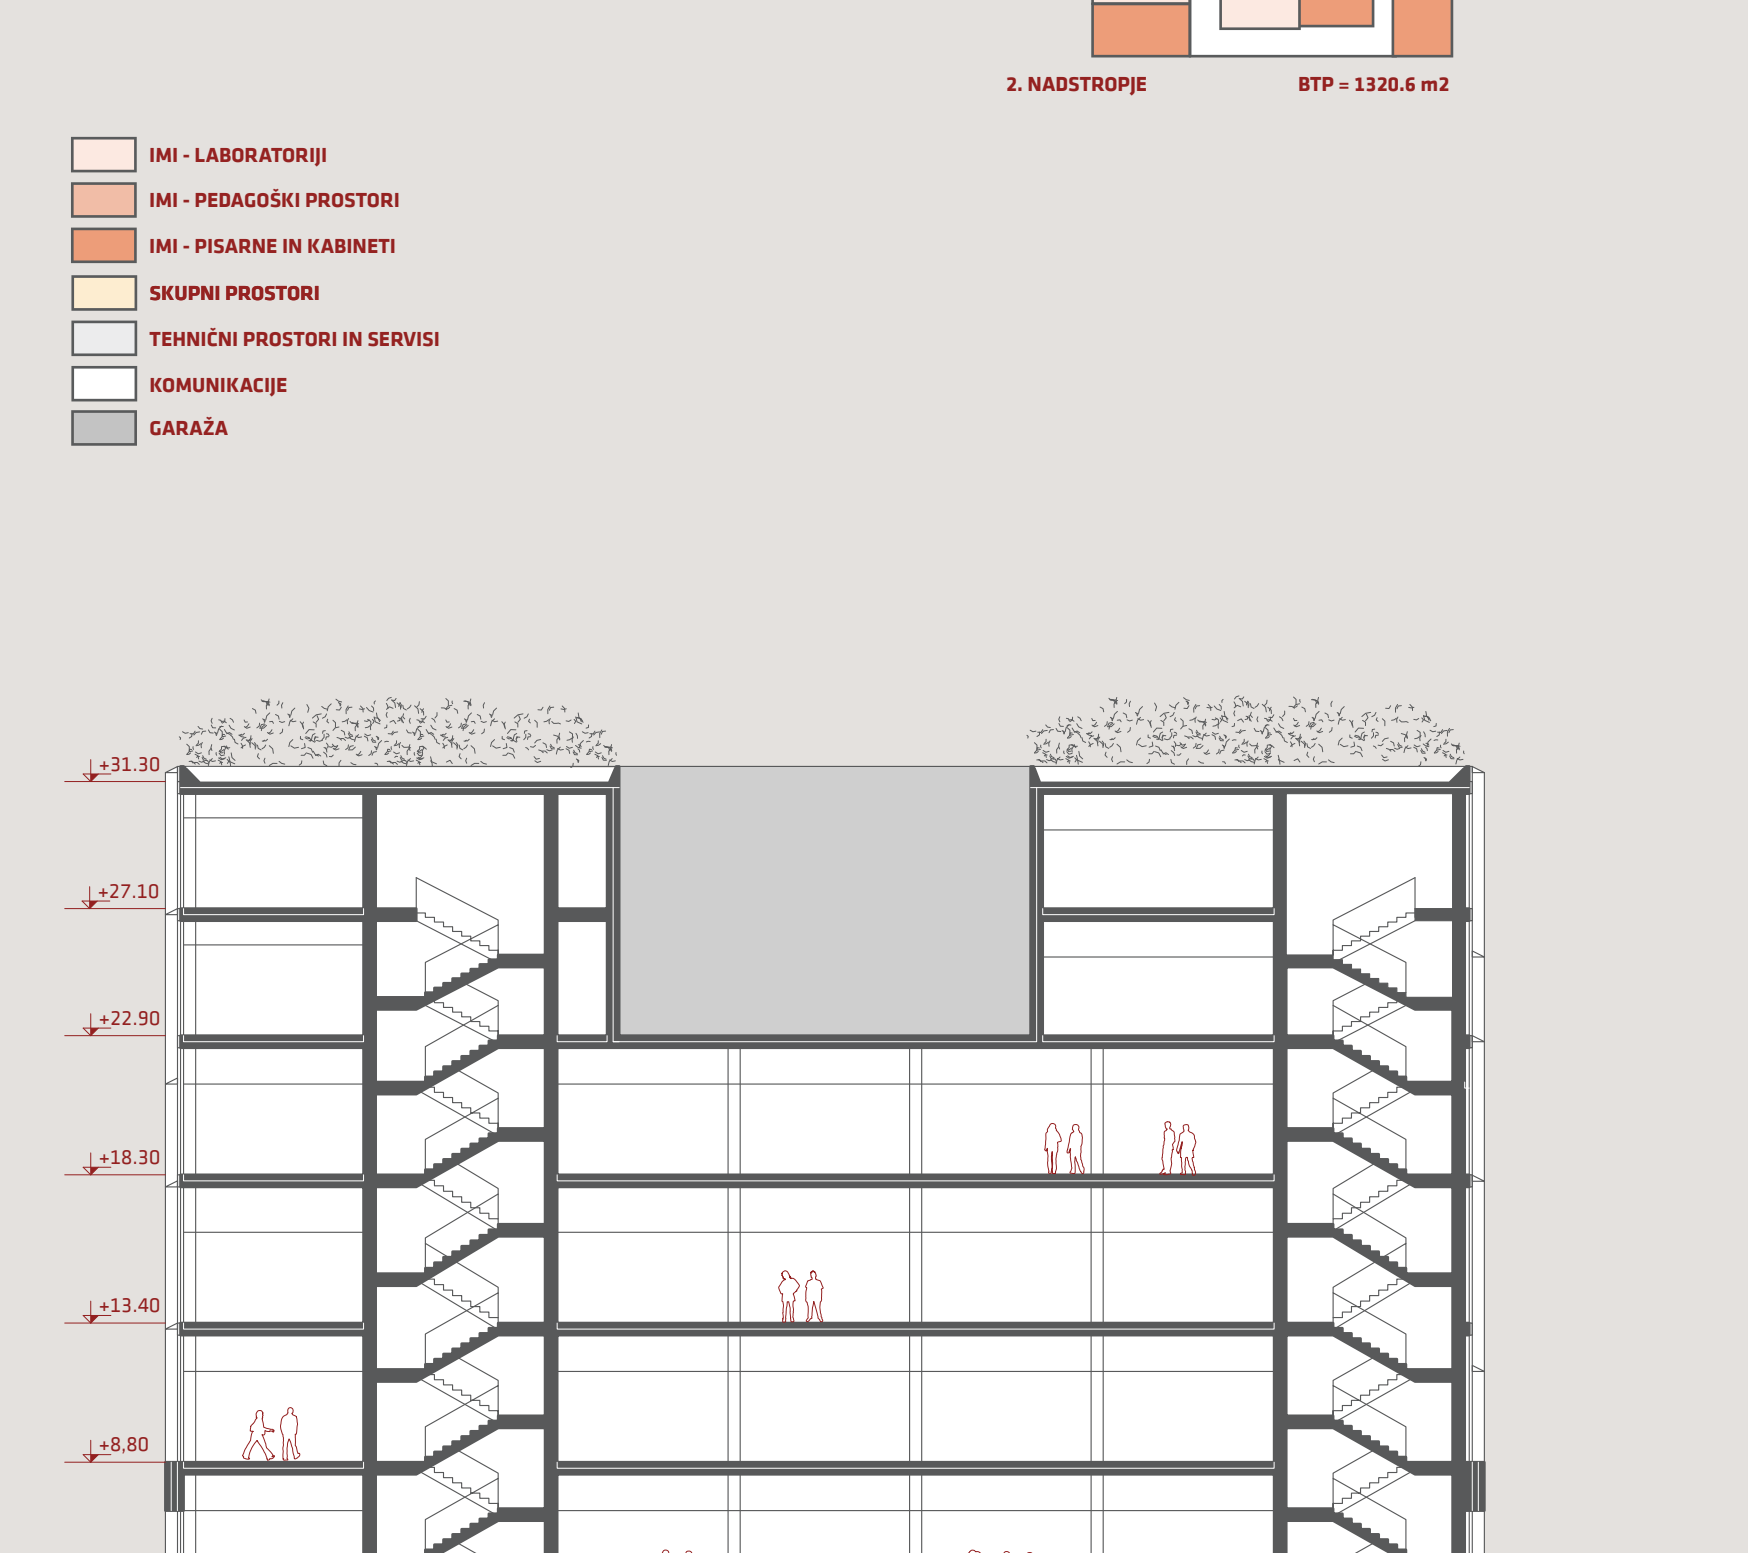 2. NADSTROPJE BTP = 1320.6 m2
IMI - LABORATORIJI
IMI - PEDAGOŠKI PROSTORI
IMI - PISARNE IN KABINETI
SKUPNI PROSTORI
TEHNIČNI PROSTORI IN SERVISI
KOMUNIKACIJE
GARAŽA
+31.30
+27.10
+22.90
+18.30
+13.40
+8,80